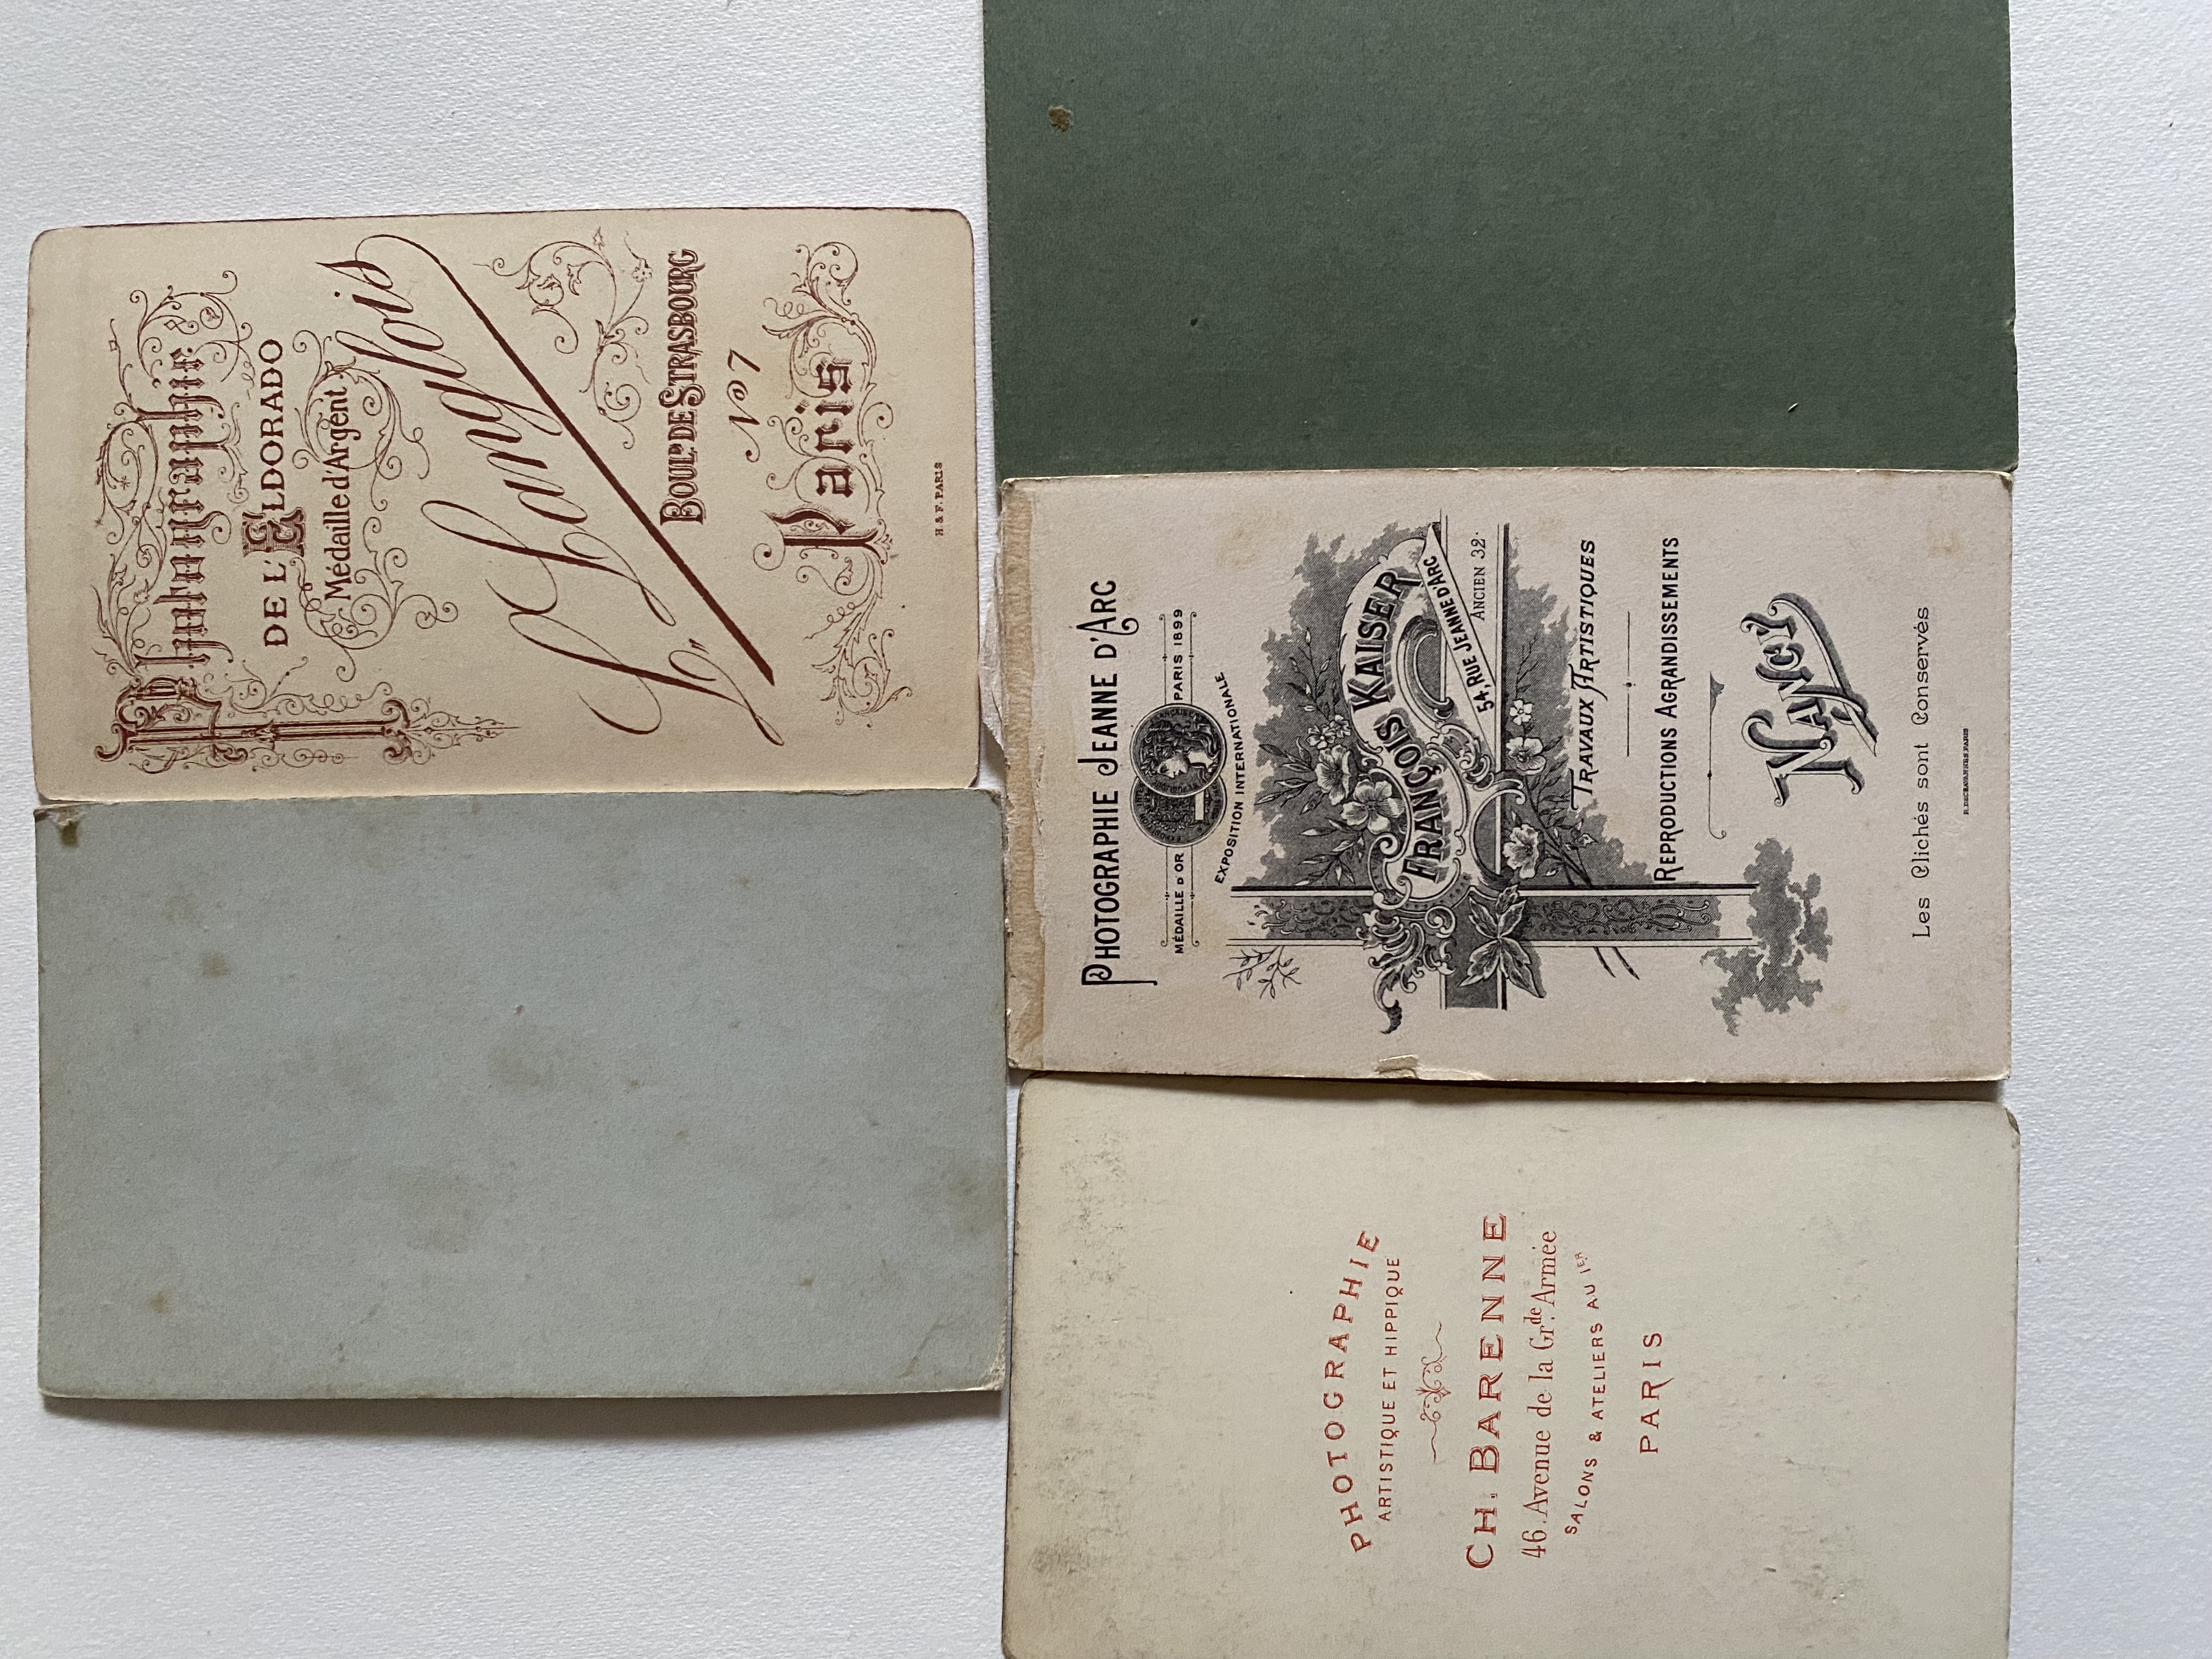 Photographie
DE L'ELDORADO
Médaille d'Argent
L. Langlois
BOUL.D DE STRASBOURG
No 7
Paris
H. & F. PARIS
PHOTOGRAPHIE
ARTISTIQUE ET HIPPIQUE
CH. BARENNE
46. Avenue de la Gr.de Armée
SALONS & ATELIERS AU 1ER
PARIS
PHOTOGRAPHIE JEANNE D'ARC
MÉDAILLE D'OR PARIS 1899
EXPOSITION INTERNATIONALE
FRANÇOIS KAISER
54, RUE JEANNE D'ARC
ANCIEN 32.
TRAVAUX ARTISTIQUES
REPRODUCTIONS AGRANDISSEMENTS
NANCY
Les Clichés sont Conservés